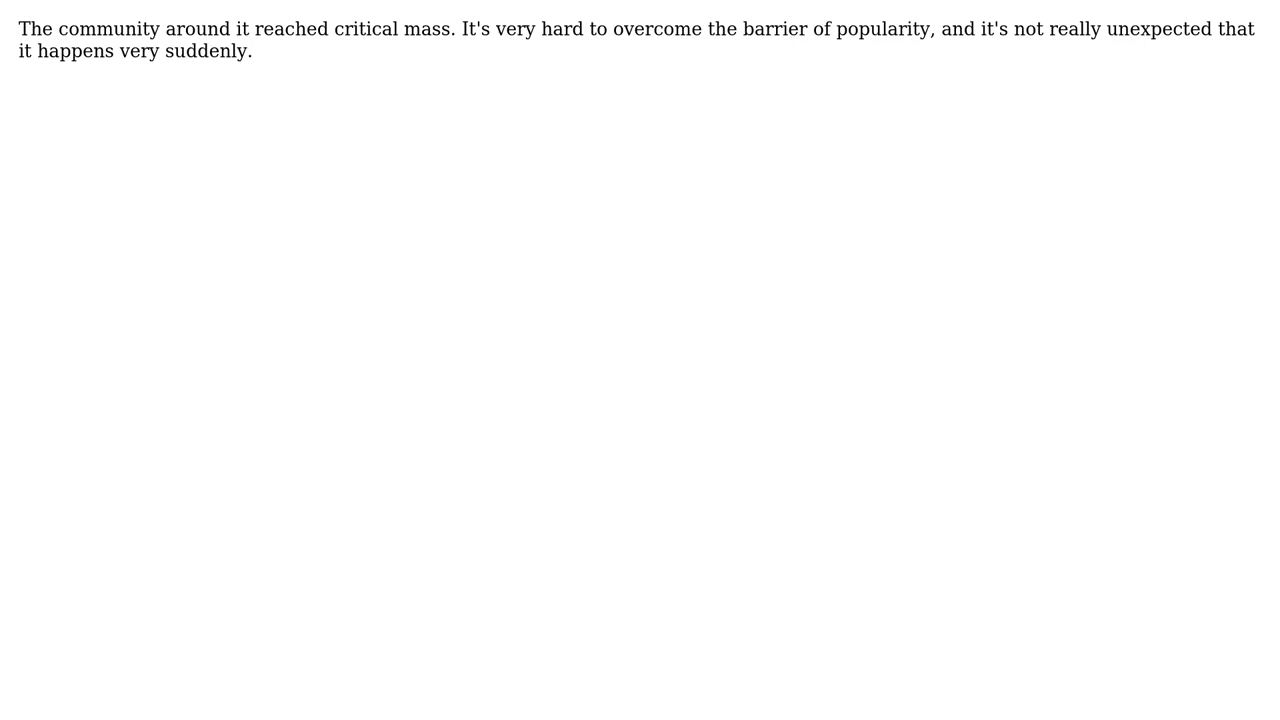 The community around it reached critical mass. It's very hard to overcome the barrier of popularity, and it's not really unexpected that
it happens very suddenly.